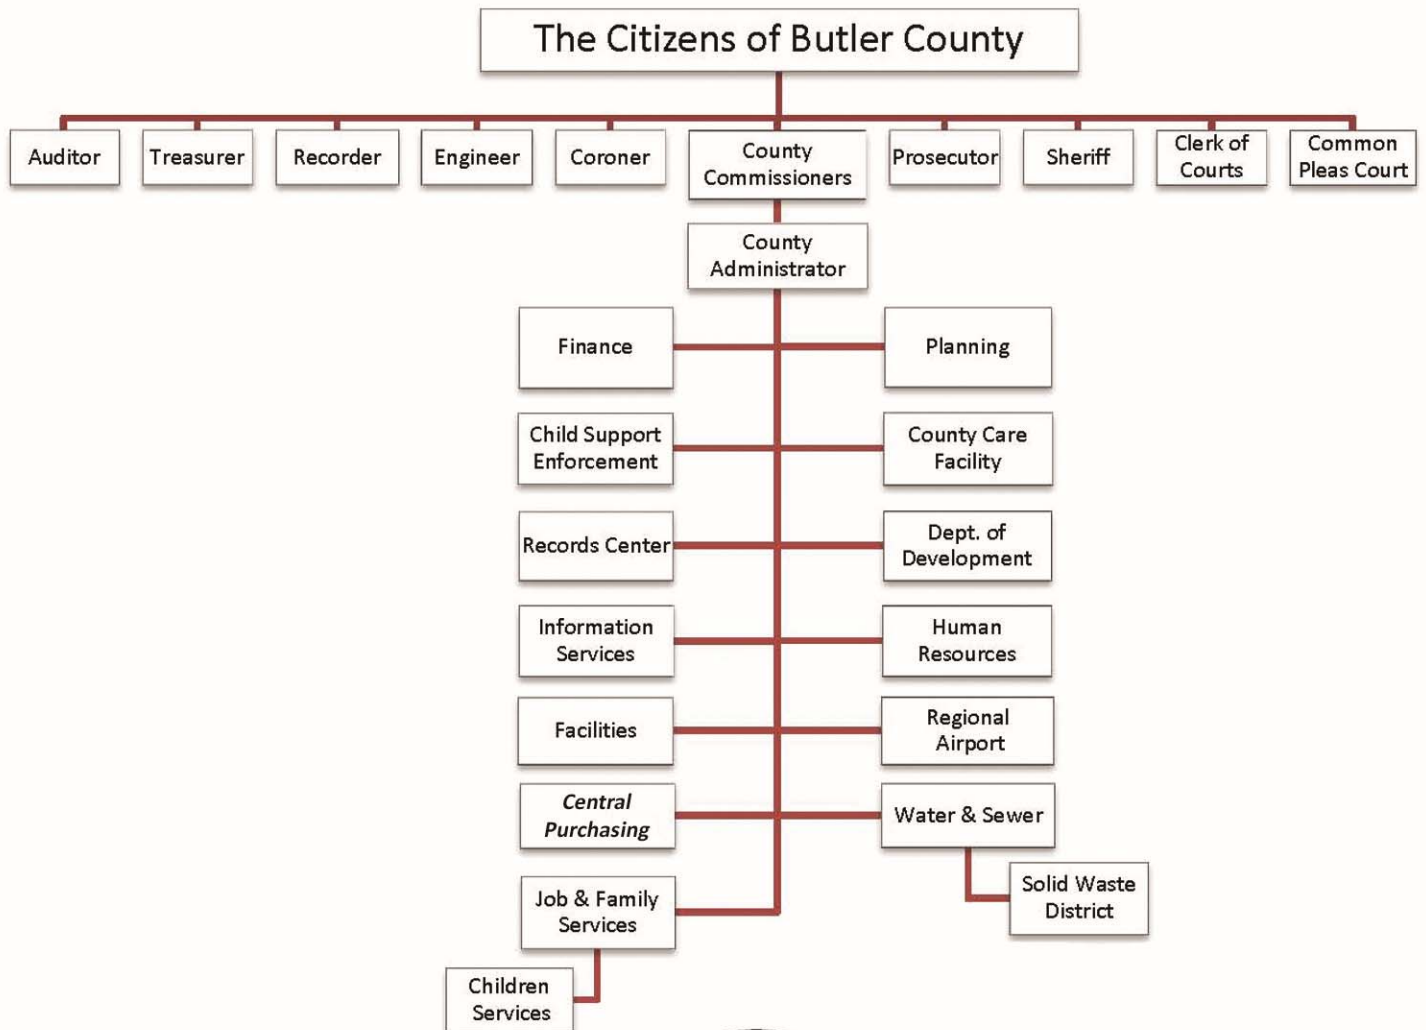 The Citizens of Butler County
Auditor
Treasurer
Recorder
Engineer
Coroner
County
Commissioners
Prosecutor
Sheriff
Clerk of
Courts
Common
Pleas Court
County
Administrator
Finance
Planning
Child Support
Enforcement
County Care
Facility
Records Center
Dept. of
Development
Information
Services
Human
Resources
Facilities
Regional
Airport
Central
Purchasing
Water & Sewer
Job & Family
Services
Solid Waste
District
Children
Services